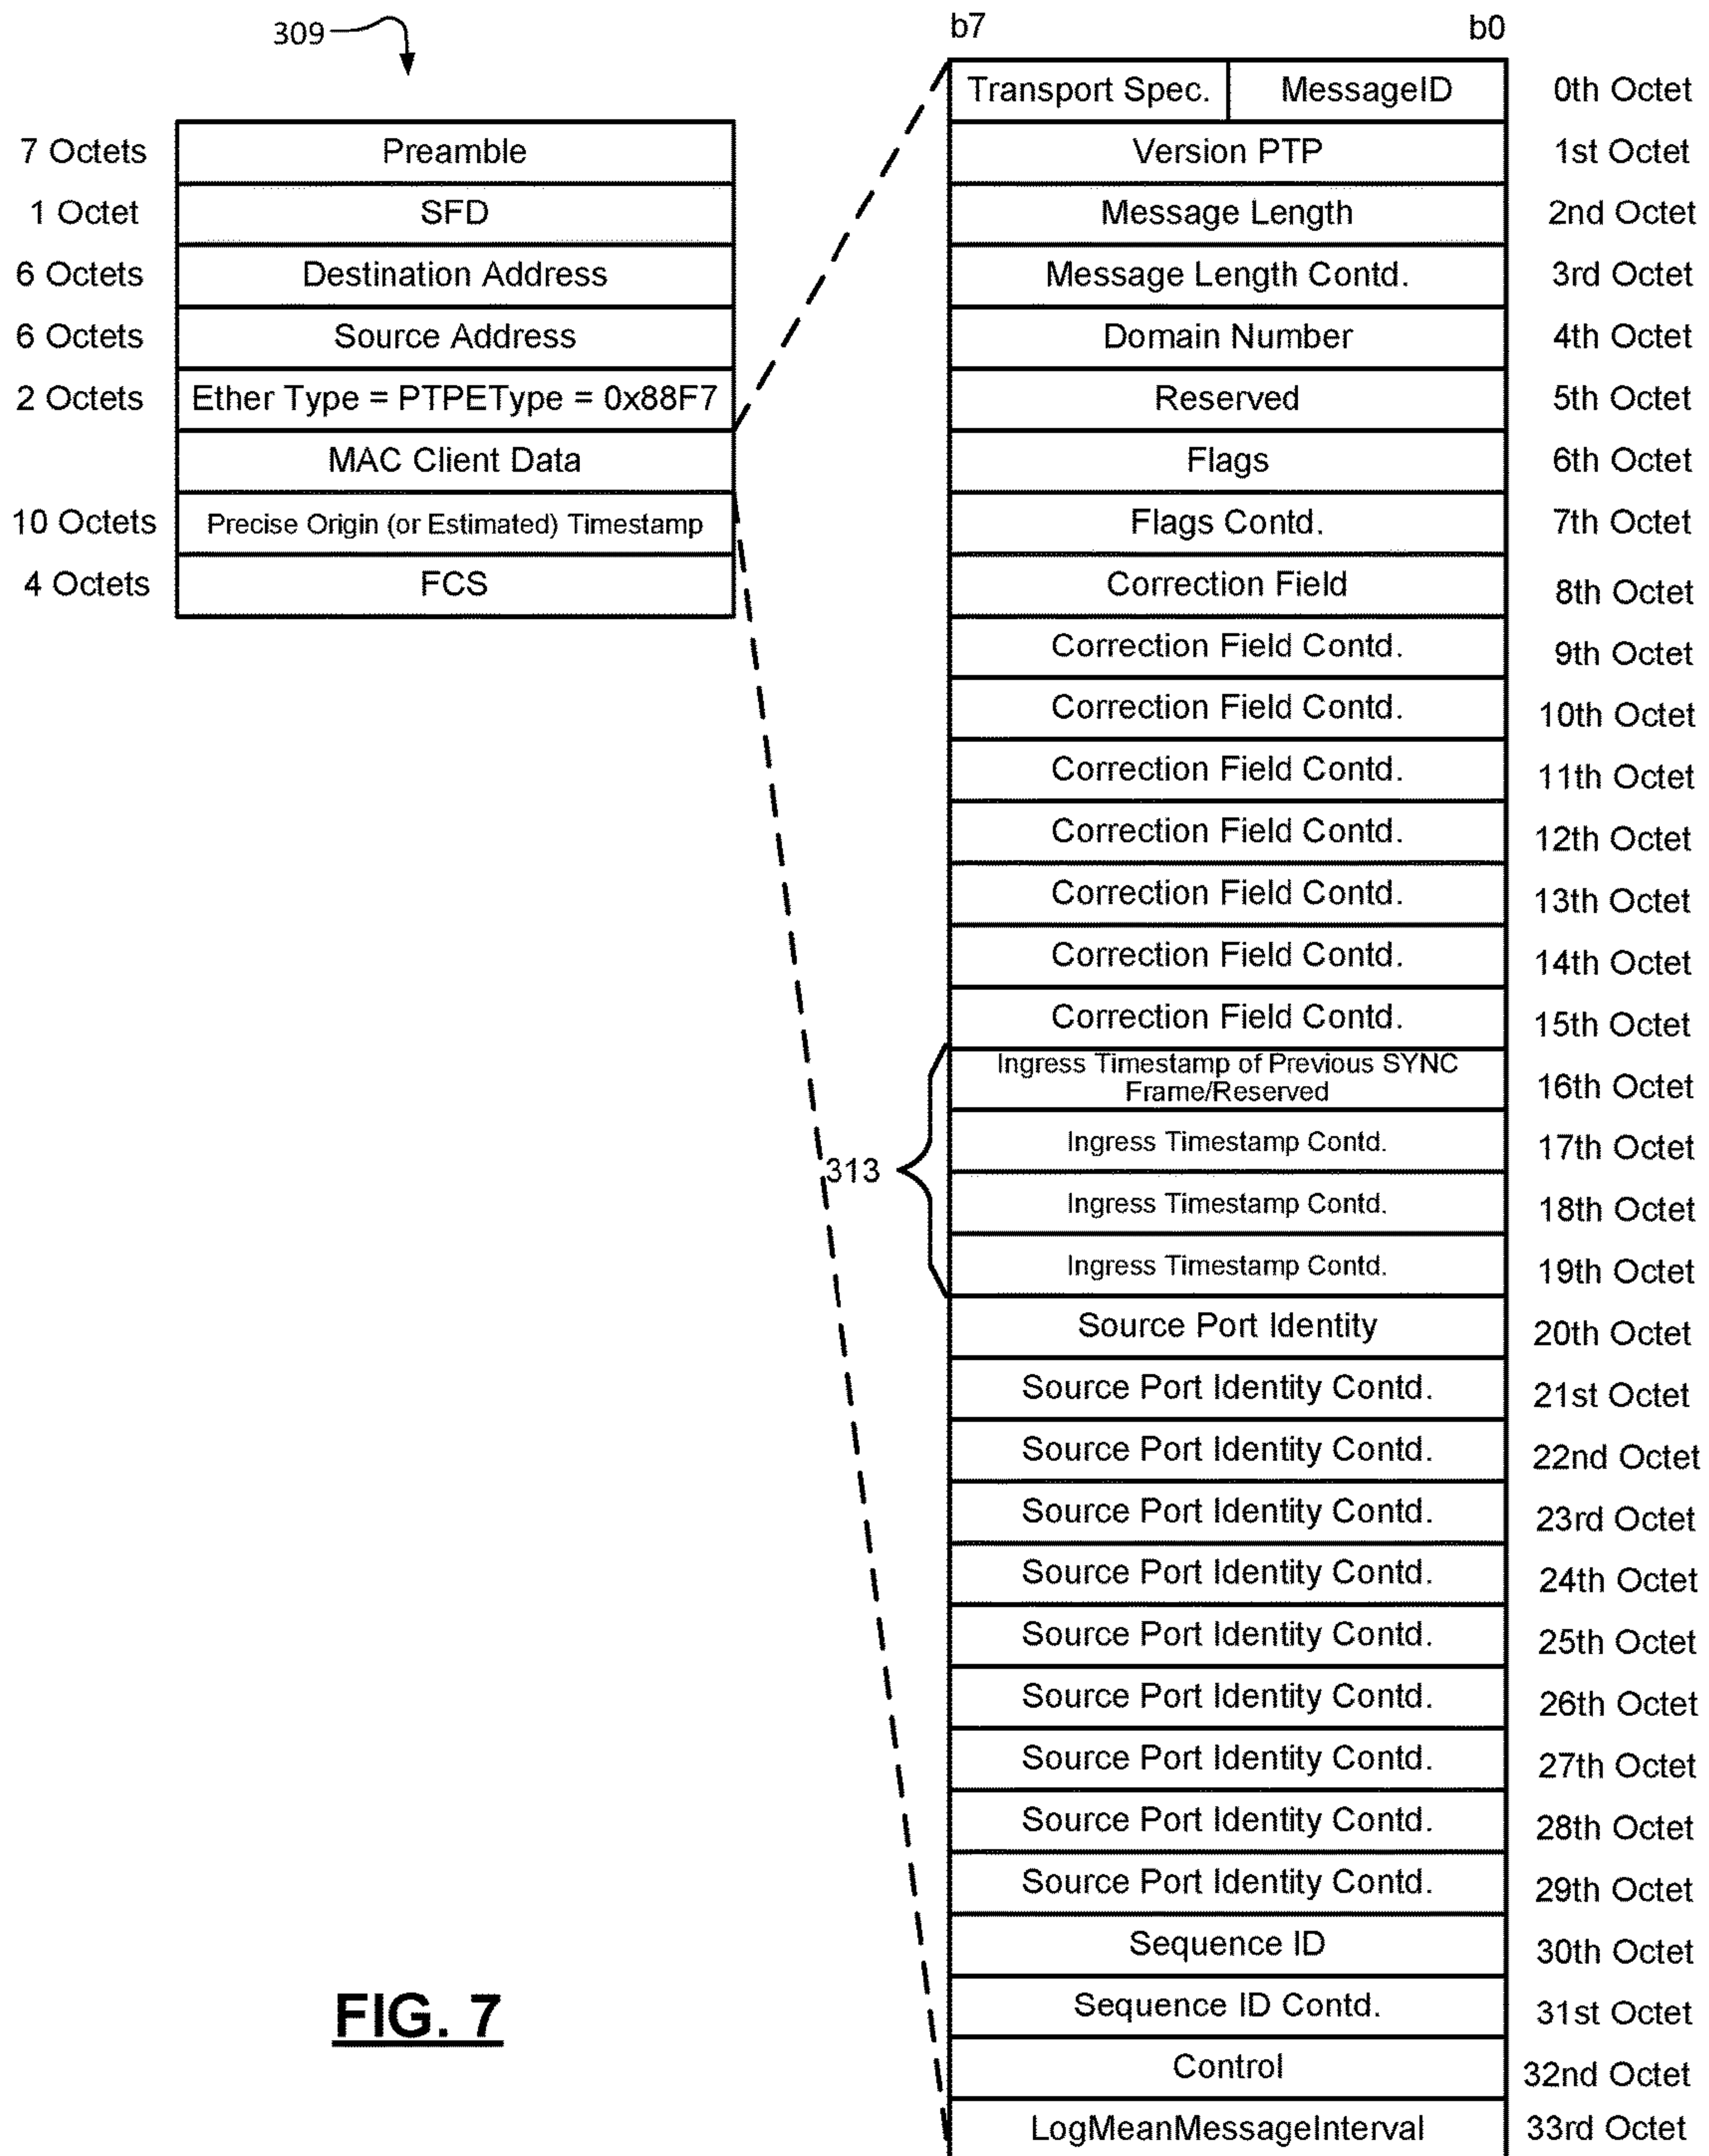 309
7 Octets Preamble
1 Octet SFD
6 Octets Destination Address
6 Octets Source Address
2 Octets Ether Type = PTPEType = 0x88F7
MAC Client Data
10 Octets Precise Origin (or Estimated) Timestamp
4 Octets FCS
b7 b0
Transport Spec. MessageID 0th Octet
Version PTP 1st Octet
Message Length 2nd Octet
Message Length Contd. 3rd Octet
Domain Number 4th Octet
Reserved 5th Octet
Flags 6th Octet
Flags Contd. 7th Octet
Correction Field 8th Octet
Correction Field Contd. 9th Octet
Correction Field Contd. 10th Octet
Correction Field Contd. 11th Octet
Correction Field Contd. 12th Octet
Correction Field Contd. 13th Octet
Correction Field Contd. 14th Octet
Correction Field Contd. 15th Octet
Ingress Timestamp of Previous SYNC
Frame/Reserved 16th Octet
Ingress Timestamp Contd. 17th Octet
313
Ingress Timestamp Contd. 18th Octet
Ingress Timestamp Contd. 19th Octet
Source Port Identity 20th Octet
Source Port Identity Contd. 21st Octet
Source Port Identity Contd. 22nd Octet
Source Port Identity Contd. 23rd Octet
Source Port Identity Contd. 24th Octet
Source Port Identity Contd. 25th Octet
Source Port Identity Contd. 26th Octet
Source Port Identity Contd. 27th Octet
Source Port Identity Contd. 28th Octet
Source Port Identity Contd. 29th Octet
Sequence ID 30th Octet
Sequence ID Contd. 31st Octet
Control 32nd Octet
LogMeanMessageInterval 33rd Octet
FIG. 7